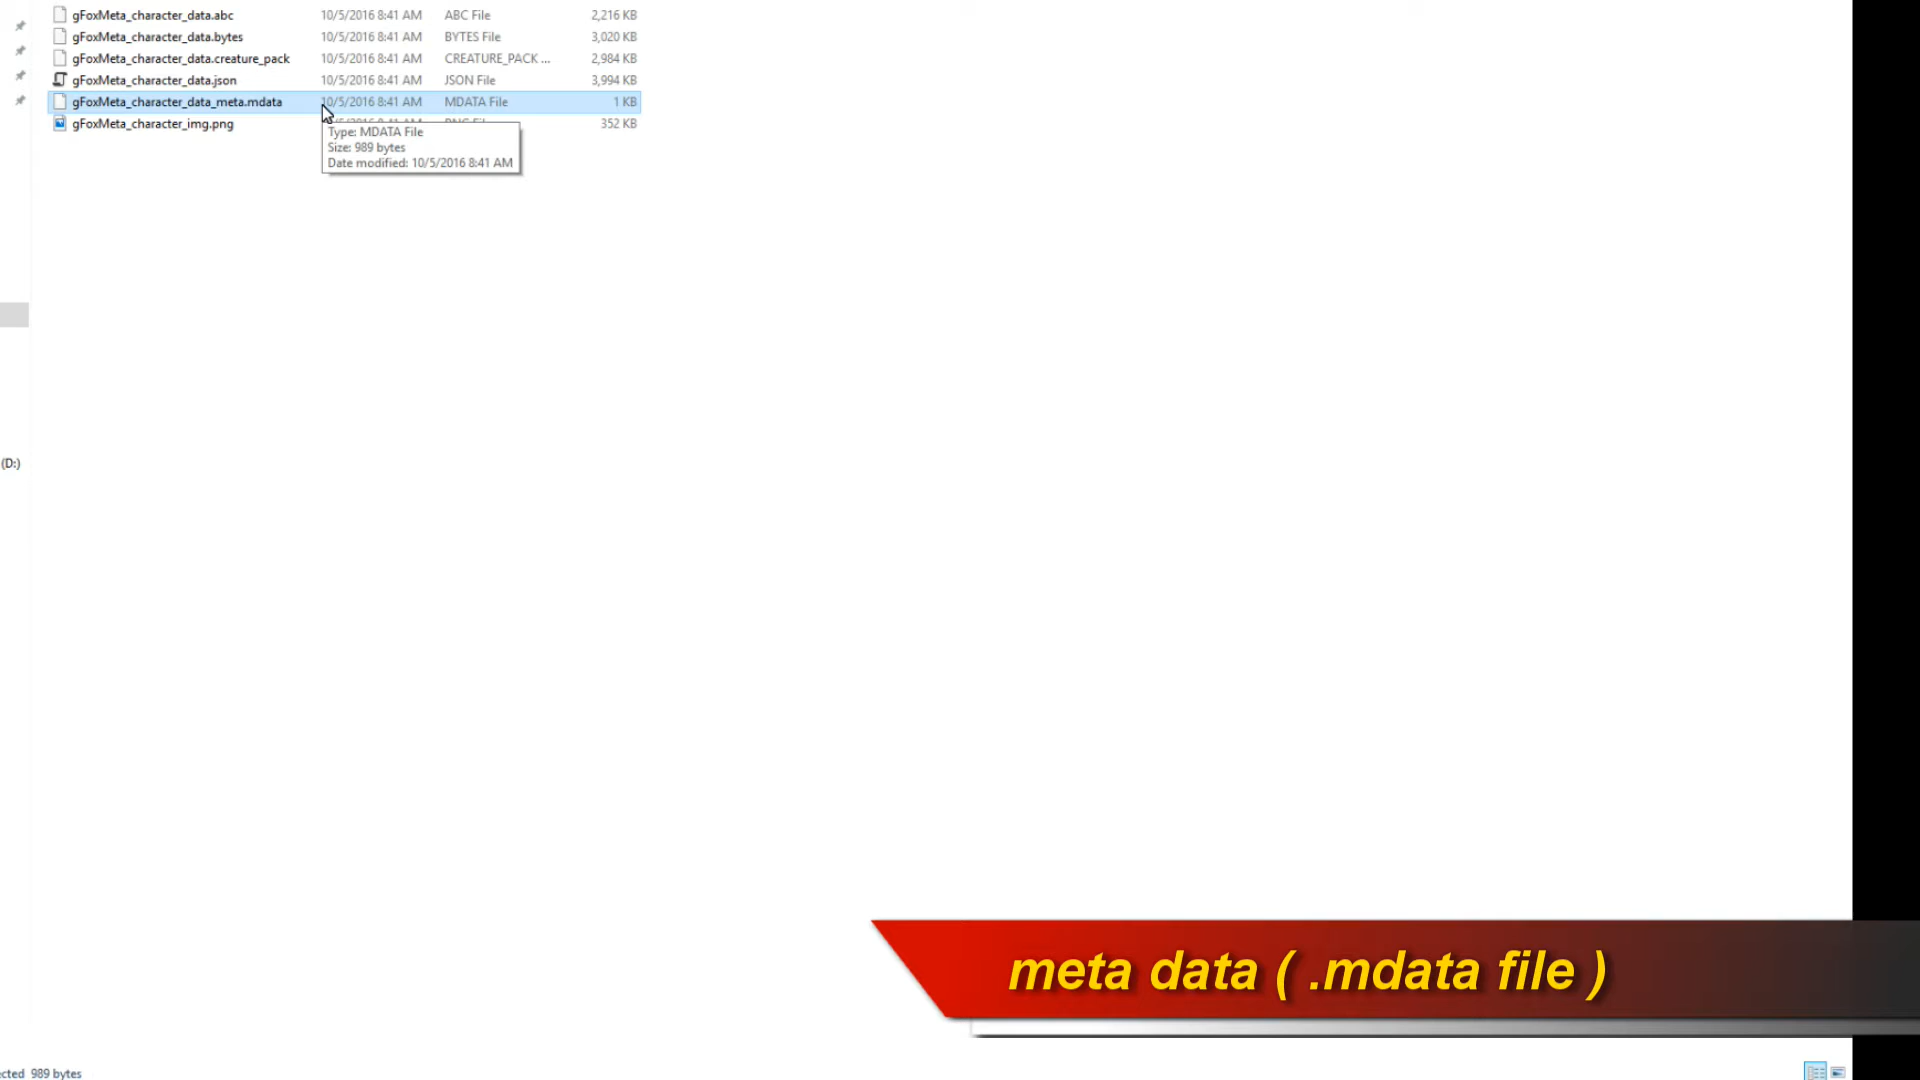 gFoxMeta_character_data.abc 10/5/2016 8:41 AM ABC File 2,216 KB
gFoxMeta_character_data.bytes 10/5/2016 8:41 AM BYTES File 3,020 KB
gFoxMeta_character_data.creature_pack 10/5/2016 8:41 AM CREATURE_PACK ... 2,984 KB
gFoxMeta_character_data.json 10/5/2016 8:41 AM JSON File 3,994 KB
gFoxMeta_character_data_meta.mdata 10/5/2016 8:41 AM MDATA File 1 KB
gFoxMeta_character_img.png 352 KB
Type: MDATA File
Size: 989 bytes
Date modified: 10/5/2016 8:41 AM
(D:)
meta data ( .mdata file )
ected 989 bytes